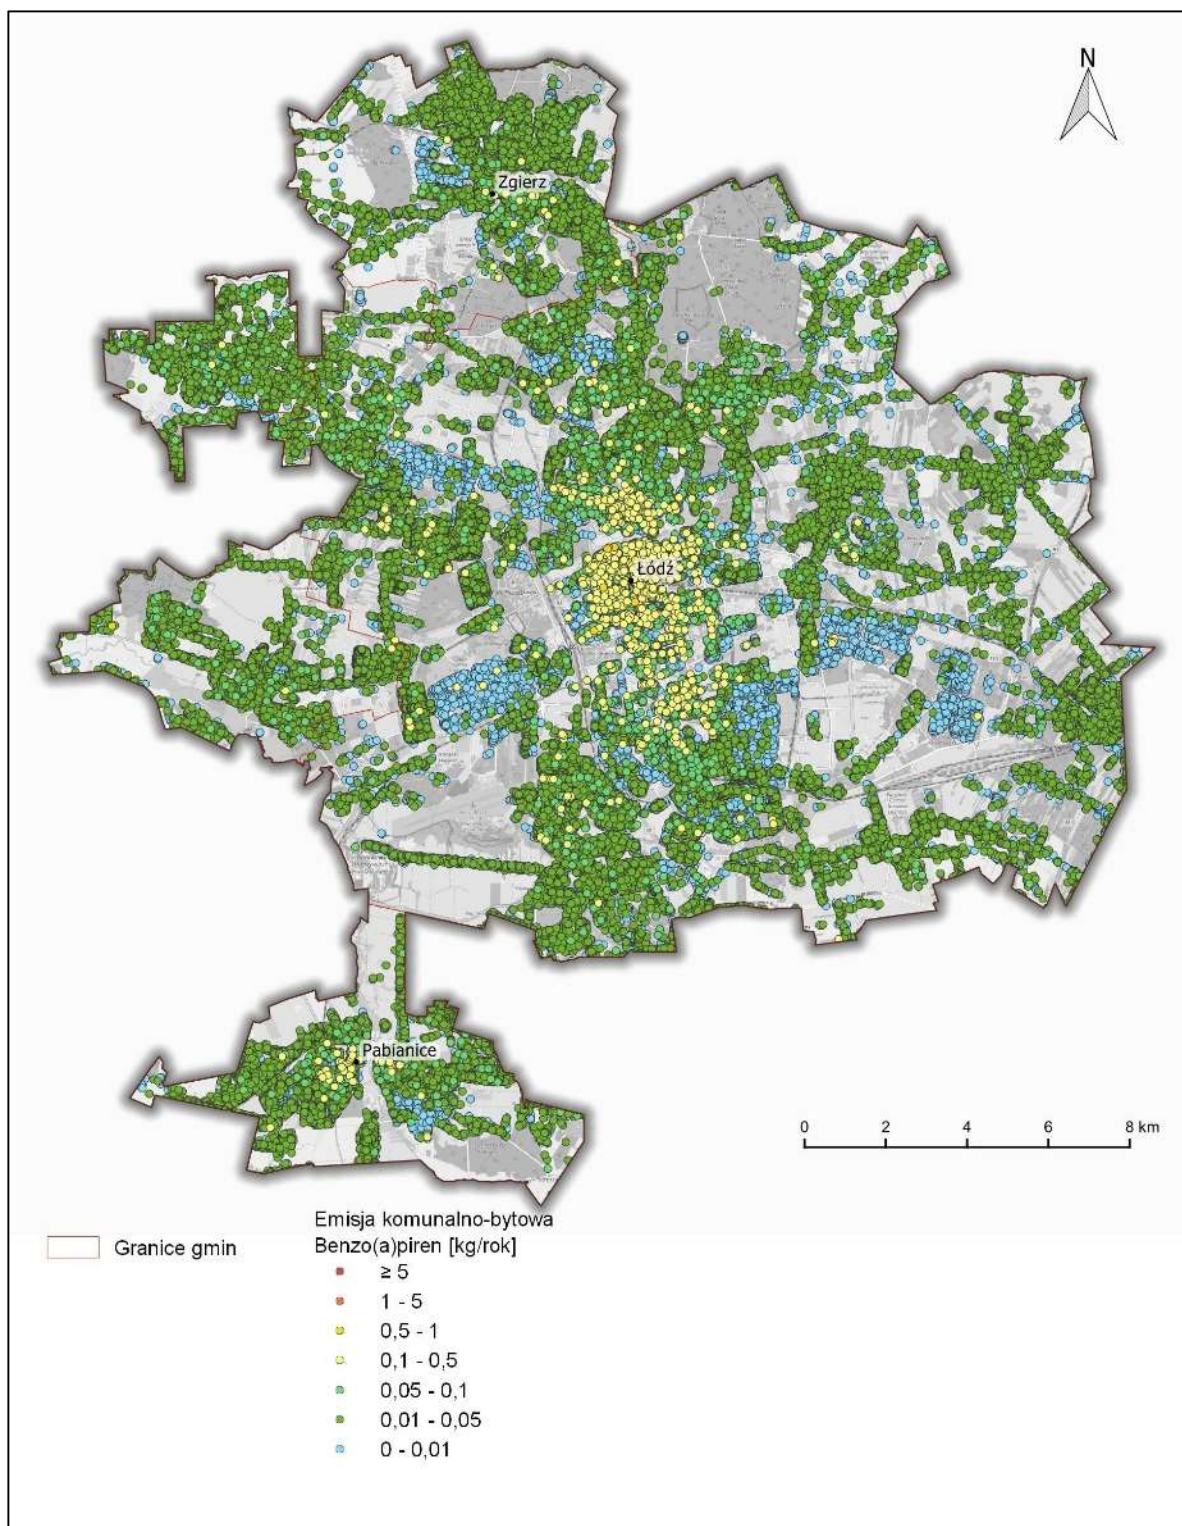 N
Zgierz
Łódź
Pabianice
0 2 4 6 8 km
Emisja komunalno-bytowa
Granice gmin
Benzo(a)piren [kg/rok]
≥ 5
1 - 5
0,5 - 1
0,1 - 0,5
0,05 - 0,1
0,01 - 0,05
0 - 0,01